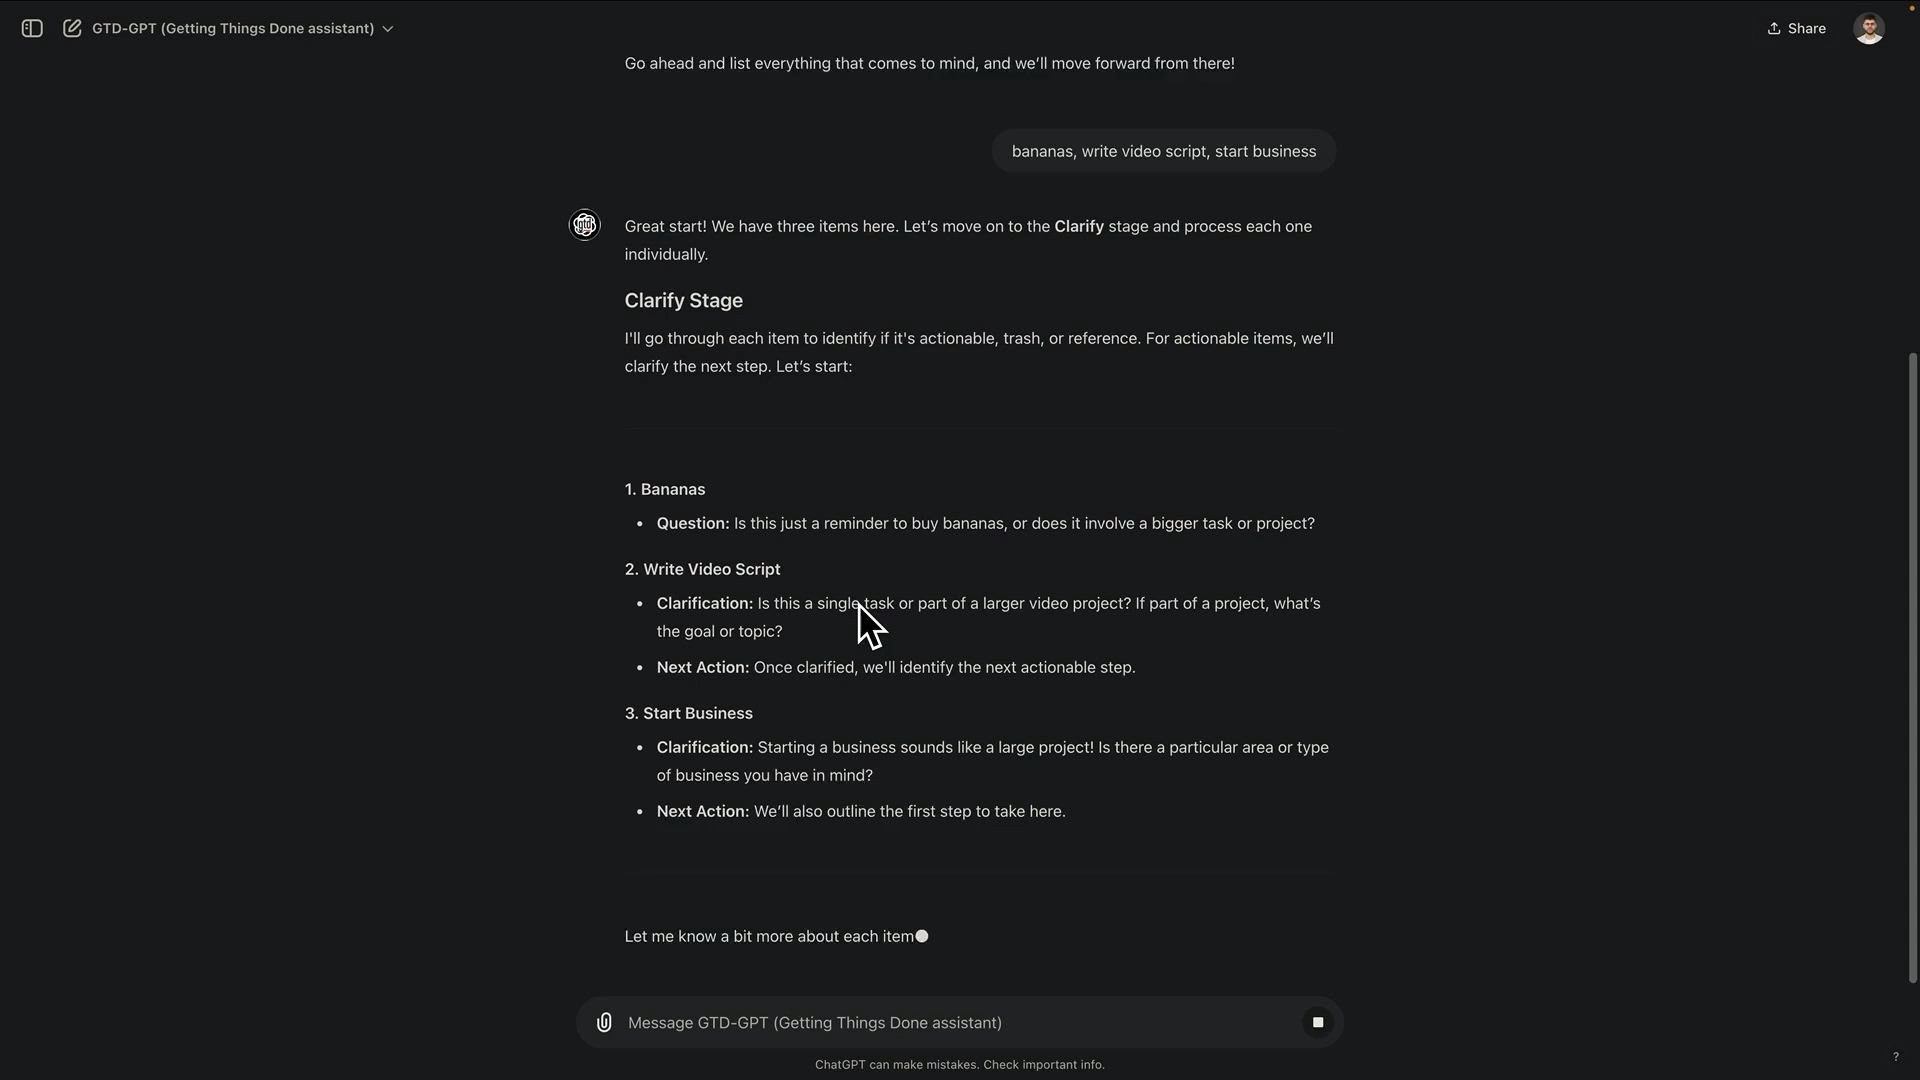 GTD-GPT (Getting Things Done assistant)
Share
Go ahead and list everything that comes to mind, and we’ll move forward from there!
bananas, write video script, start business
Great start! We have three items here. Let’s move on to the Clarify stage and process each one
individually.
Clarify Stage
I'll go through each item to identify if it's actionable, trash, or reference. For actionable items, we’ll
clarify the next step. Let’s start:
1. Bananas
• Question: Is this just a reminder to buy bananas, or does it involve a bigger task or project?
2. Write Video Script
• Clarification: Is this a single task or part of a larger video project? If part of a project, what’s
the goal or topic?
• Next Action: Once clarified, we'll identify the next actionable step.
3. Start Business
• Clarification: Starting a business sounds like a large project! Is there a particular area or type
of business you have in mind?
• Next Action: We’ll also outline the first step to take here.
Let me know a bit more about each item
Message GTD-GPT (Getting Things Done assistant)
ChatGPT can make mistakes. Check important info.
?